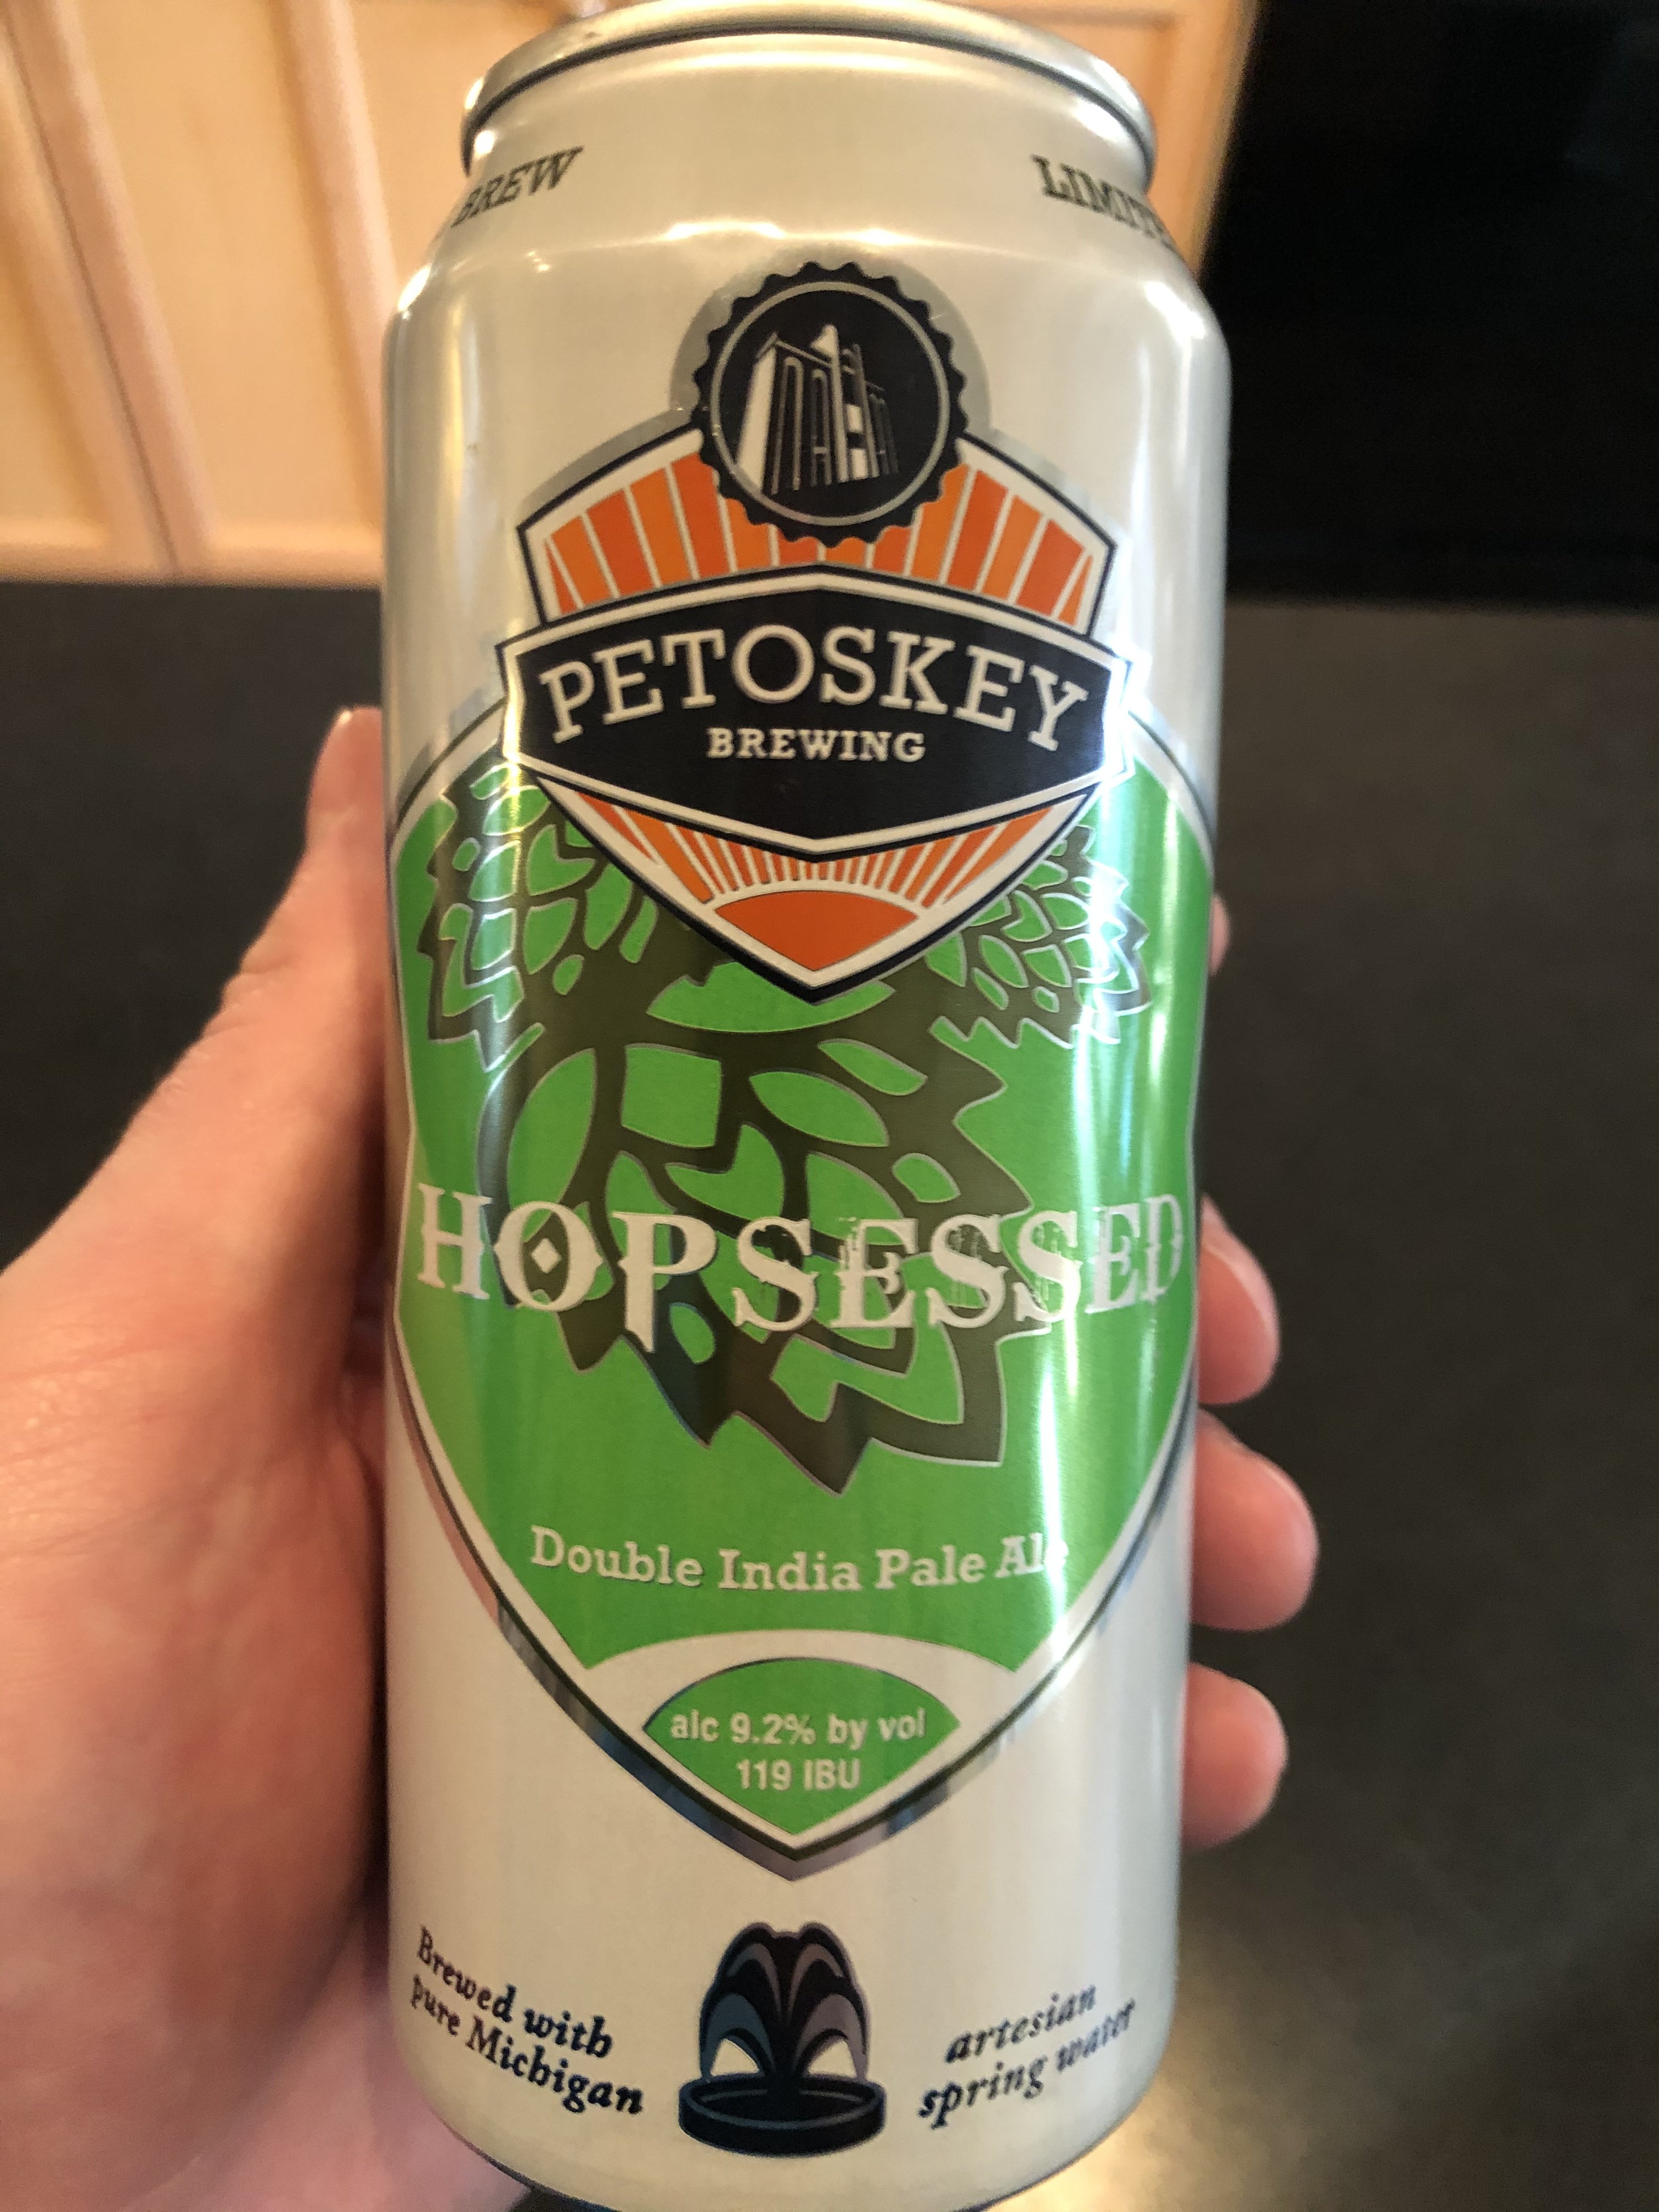 BREW
PETOSKEY
BREWING
HOPSESSED
Double India Pale Ale
alc 9.2% by vol
119 IBU
Brewed with
pure Michigan
artesian
spring water